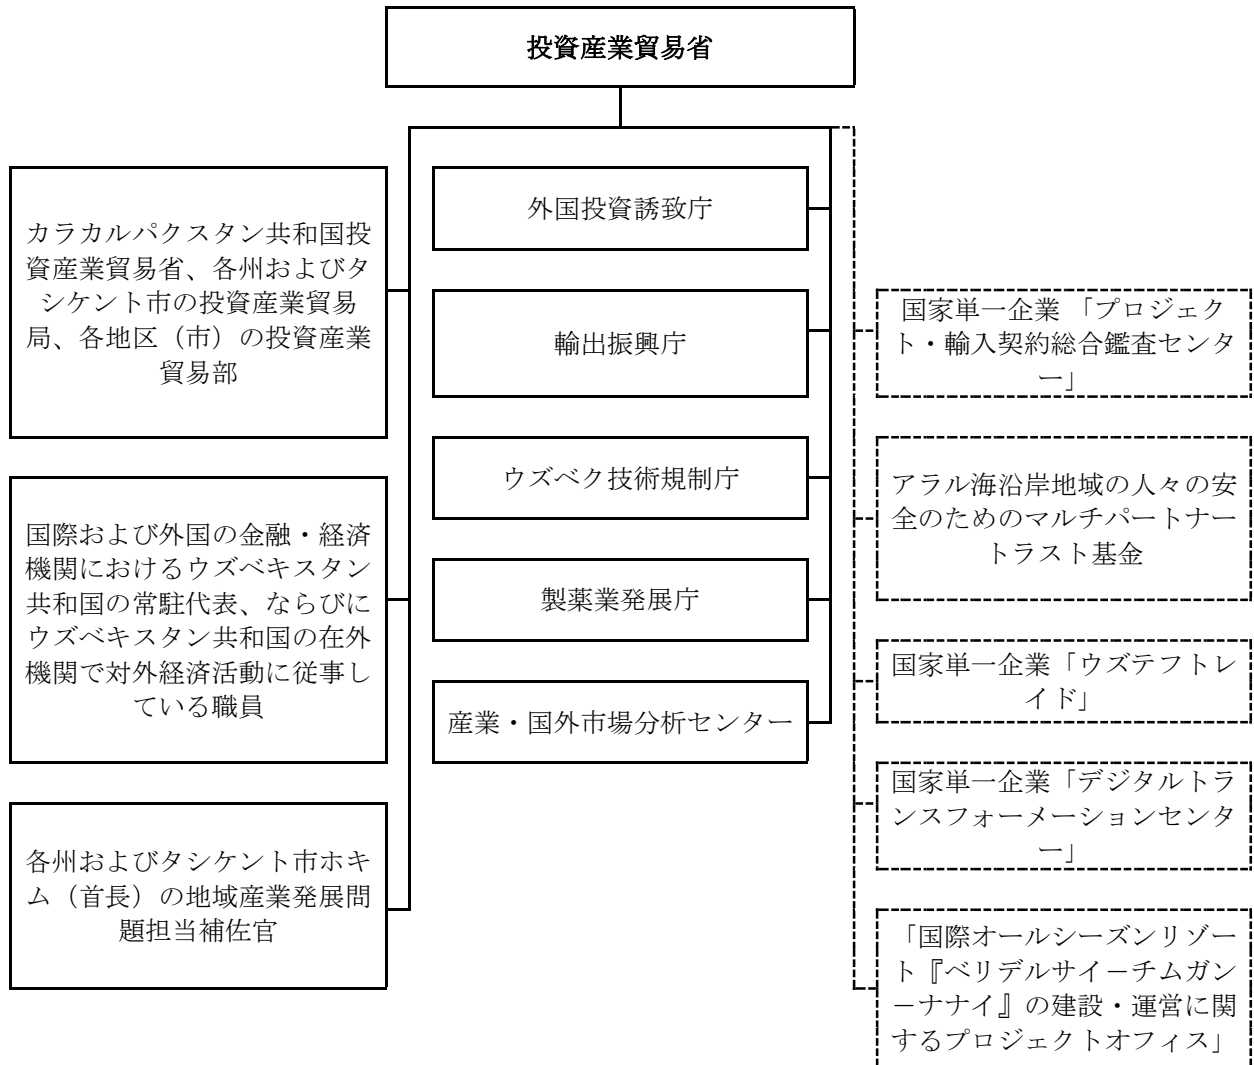 投資産業貿易省
カラカルパクスタン共和国投
資産業貿易省、各州およびタ
シケント市の投資産業貿易
局、各地区（市）の投資産業
貿易部
国際および外国の金融・経済
機関におけるウズベキスタン
共和国の常駐代表、ならびに
ウズベキスタン共和国の在外
機関で対外経済活動に従事し
ている職員
各州およびタシケント市ホキ
ム（首長）の地域産業発展問
題担当補佐官
外国投資誘致庁
輸出振興庁
ウズベク技術規制庁
製薬業発展庁
産業・国外市場分析センター
国家単一企業 「プロジェク
ト・輸入契約総合鑑査センタ
ー」
アラル海沿岸地域の人々の安
全のためのマルチパートナー
トラスト基金
国家単一企業「ウズテフトレ
イド」
国家単一企業「デジタルトラ
ンスフォーメーションセンタ
ー」
「国際オールシーズンリゾー
ト『ベリデルサイ－チムガン
－ナナイ』の建設・運営に関
するプロジェクトオフィス」